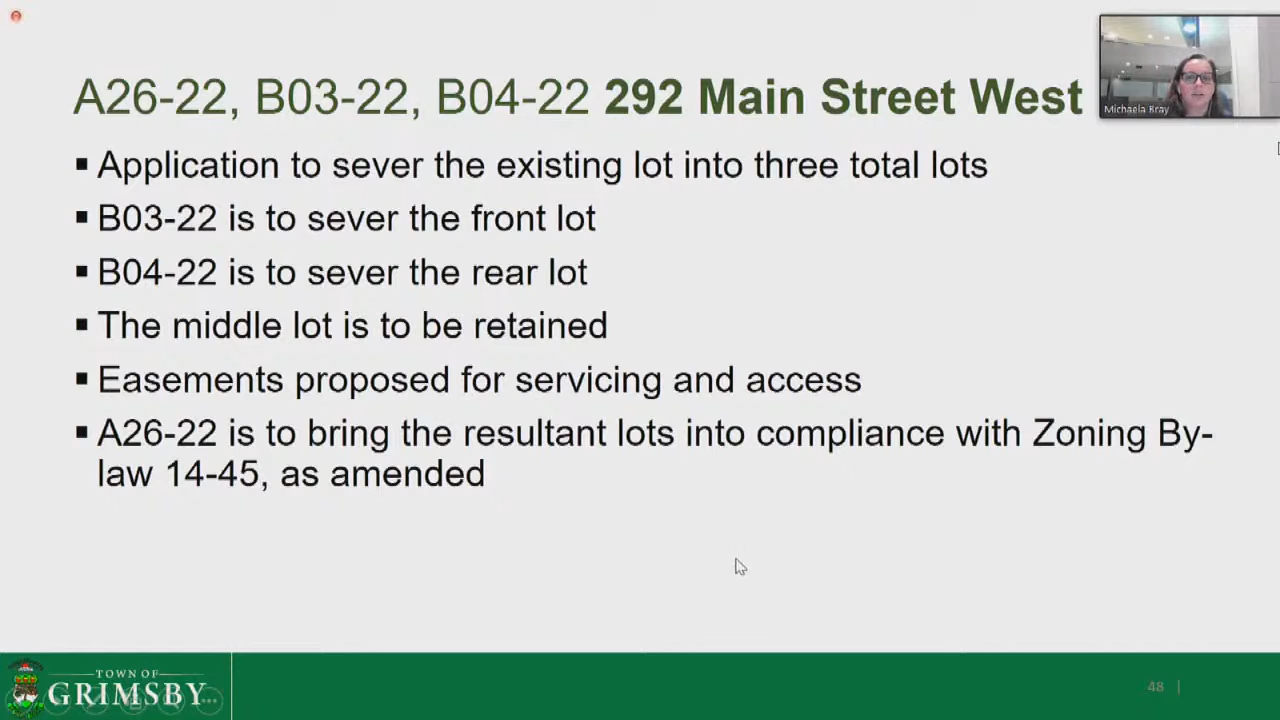 A26-22, B03-22, B04-22 292 Main Street West
Michaela Bray
▪ Application to sever the existing lot into three total lots
▪ B03-22 is to sever the front lot
▪ B04-22 is to sever the rear lot
▪ The middle lot is to be retained
▪ Easements proposed for servicing and access
▪ A26-22 is to bring the resultant lots into compliance with Zoning By-
law 14-45, as amended
TOWN OF
GRIMSBY
48 |